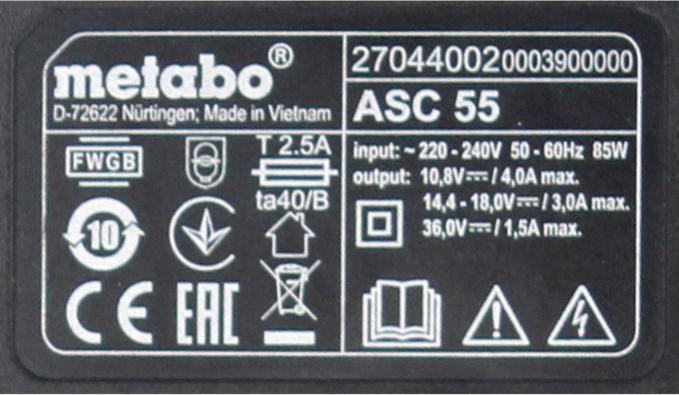 metabo®
D-72622 Nürtingen; Made in Vietnam
270440020003900000
ASC 55
FWGB
T 2.5A
ta40/B
10
CE
EAC
input: ~ 220 - 240V 50 - 60Hz 85W
output: 10,8V⎓ / 4,0A max.
14,4 - 18,0V⎓ / 3,0A max.
36,0V⎓ / 1,5A max.